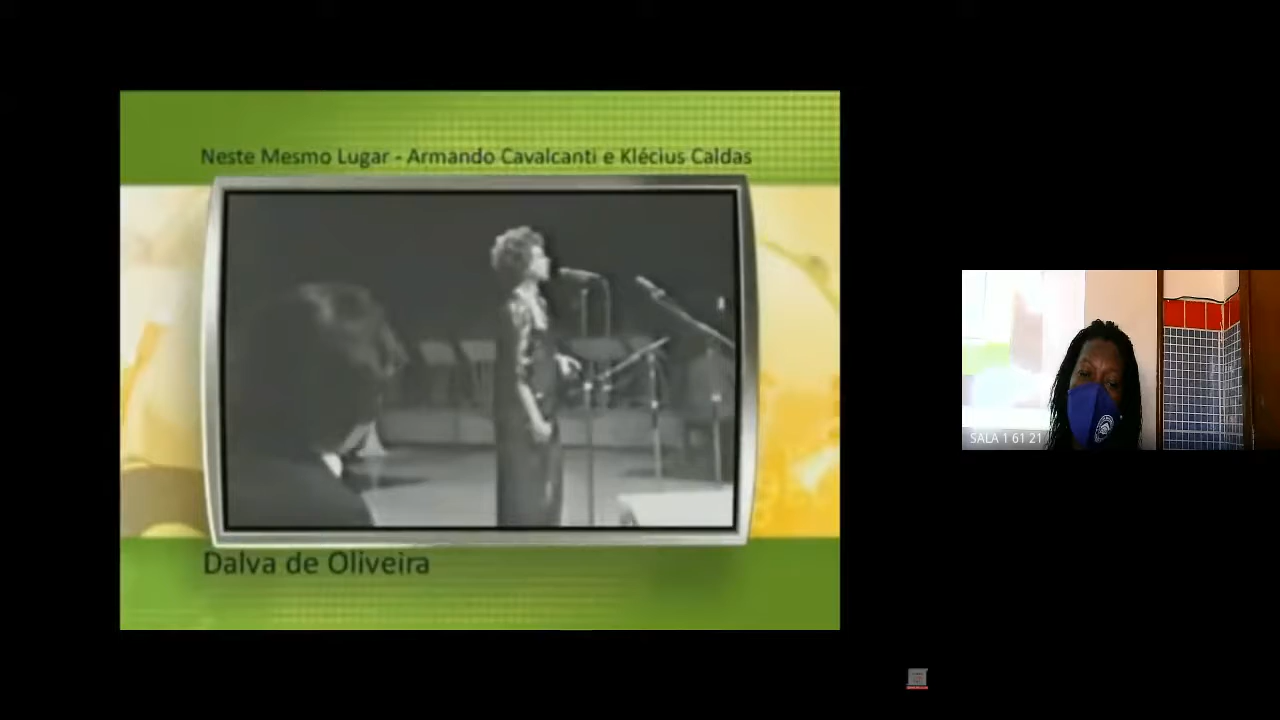 Neste Mesmo Lugar - Armando Cavalcanti e Klécius Caldas
Dalva de Oliveira
SALA 1 61 21